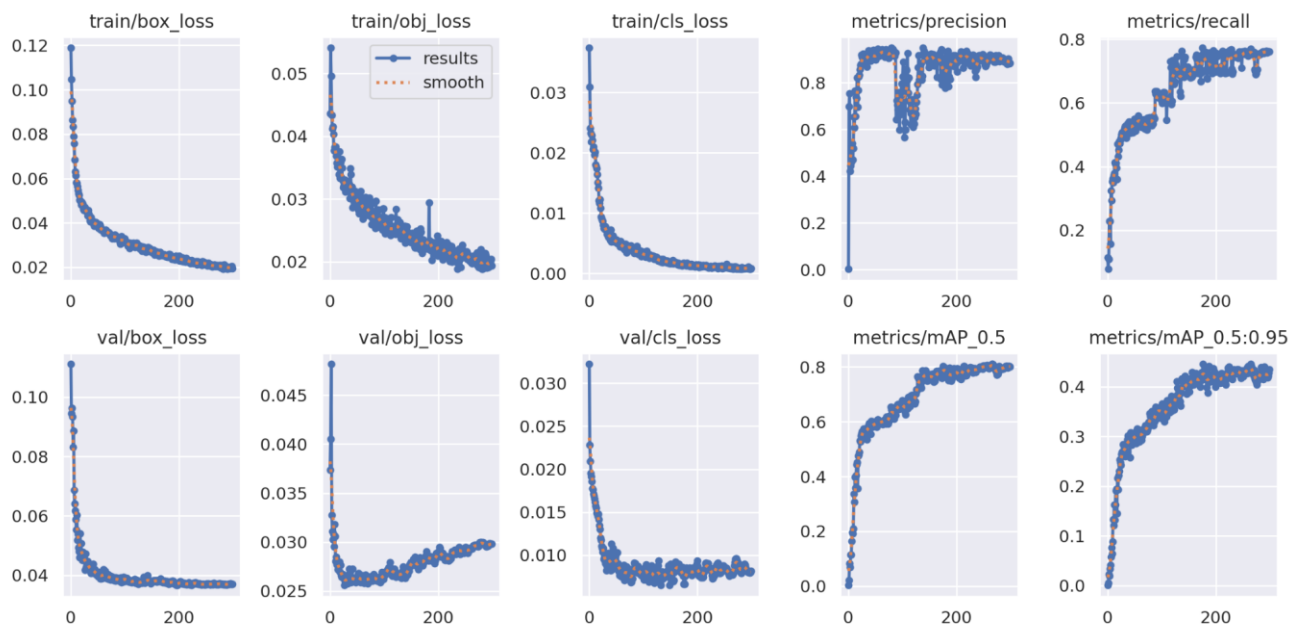 train/box_loss train/obj_loss train/cls_loss metrics/precision metrics/recall
0.12 0.10 0.08 0.06 0.04 0.02
0 200
results
smooth
0.05 0.04 0.03 0.02
0 200
0.03 0.02 0.01 0.00
0 200
0.8 0.6 0.4 0.2 0.0
0 200
0.8 0.6 0.4 0.2
0 200
val/box_loss val/obj_loss val/cls_loss metrics/mAP_0.5 metrics/mAP_0.5:0.95
0.10 0.08 0.06 0.04
0 200
0.045 0.040 0.035 0.030 0.025
0 200
0.030 0.025 0.020 0.015 0.010
0 200
0.8 0.6 0.4 0.2 0.0
0 200
0.4 0.3 0.2 0.1 0.0
0 200